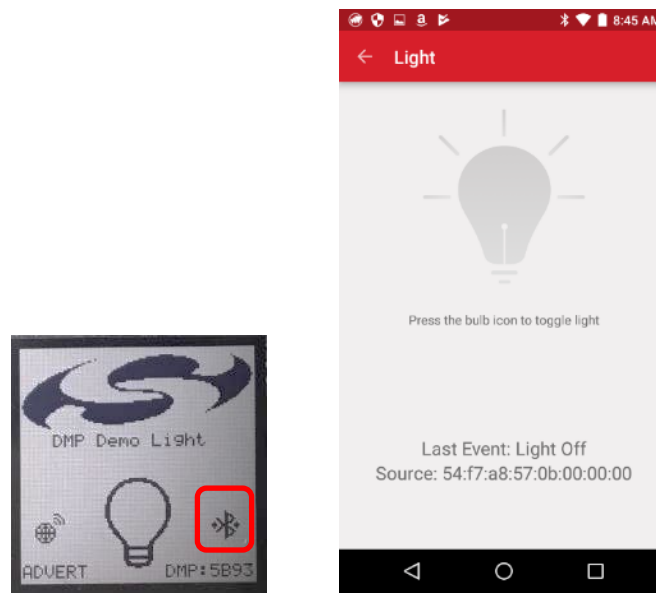 8:45 AM
Light
Press the bulb icon to toggle light
Last Event: Light Off
Source: 54:f7:a8:57:0b:00:00:00
DMP Demo Light
ADVERT
DMP:5B93